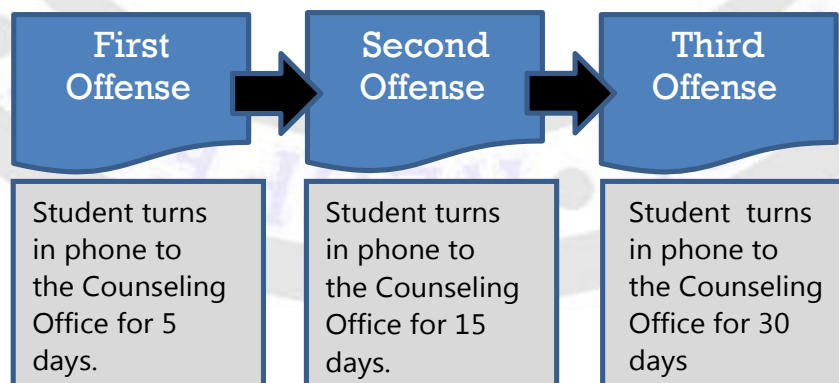 First
Offense
Student turns
in phone to
the Counseling
Office for 5
days.
Second
Offense
Student turns
in phone to
the Counseling
Office for 15
days.
Third
Offense
Student turns
in phone to
the Counseling
Office for 30
days